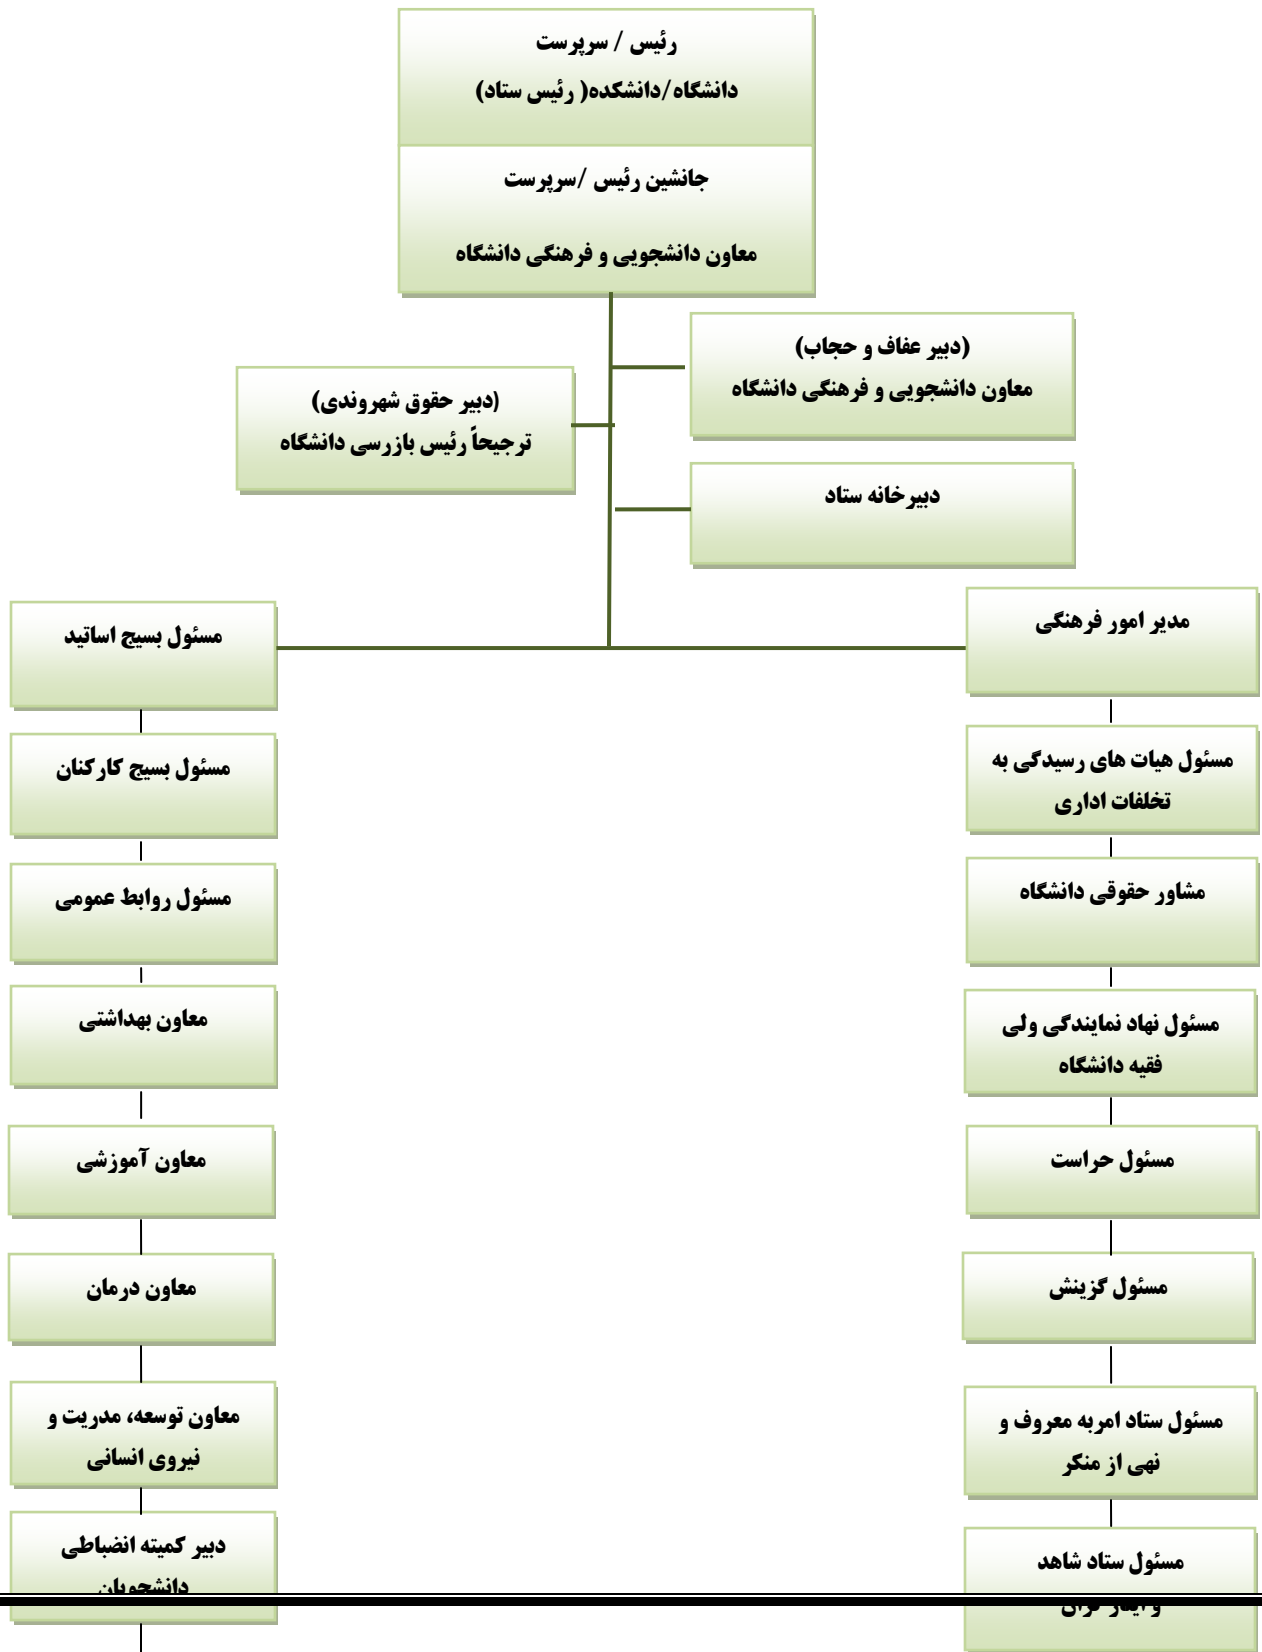 رئیس / سرپرست
دانشگاه/دانشکده( رئیس ستاد)
جانشین رئیس /سرپرست
معاون دانشجویی و فرهنگی دانشگاه
(دبیر عفاف و حجاب)
معاون دانشجویی و فرهنگی دانشگاه
(دبیر حقوق شهروندی)
ترجیحاً رئیس بازرسی دانشگاه
دبیرخانه ستاد
مدیر امور فرهنگی
مسئول هیات های رسیدگی به
تخلفات اداری
مشاور حقوقی دانشگاه
مسئول نهاد نمایندگی ولی
فقیه دانشگاه
مسئول حراست
مسئول گزینش
مسئول ستاد امربه معروف و
نهی از منکر
مسئول ستاد شاهد
و ایثار گران
مسئول بسیج اساتید
مسئول بسیج کارکنان
مسئول روابط عمومی
معاون بهداشتی
معاون آموزشی
معاون درمان
معاون توسعه، مدریت و
نیروی انسانی
دبیر کمیته انضباطی
دانشجویان